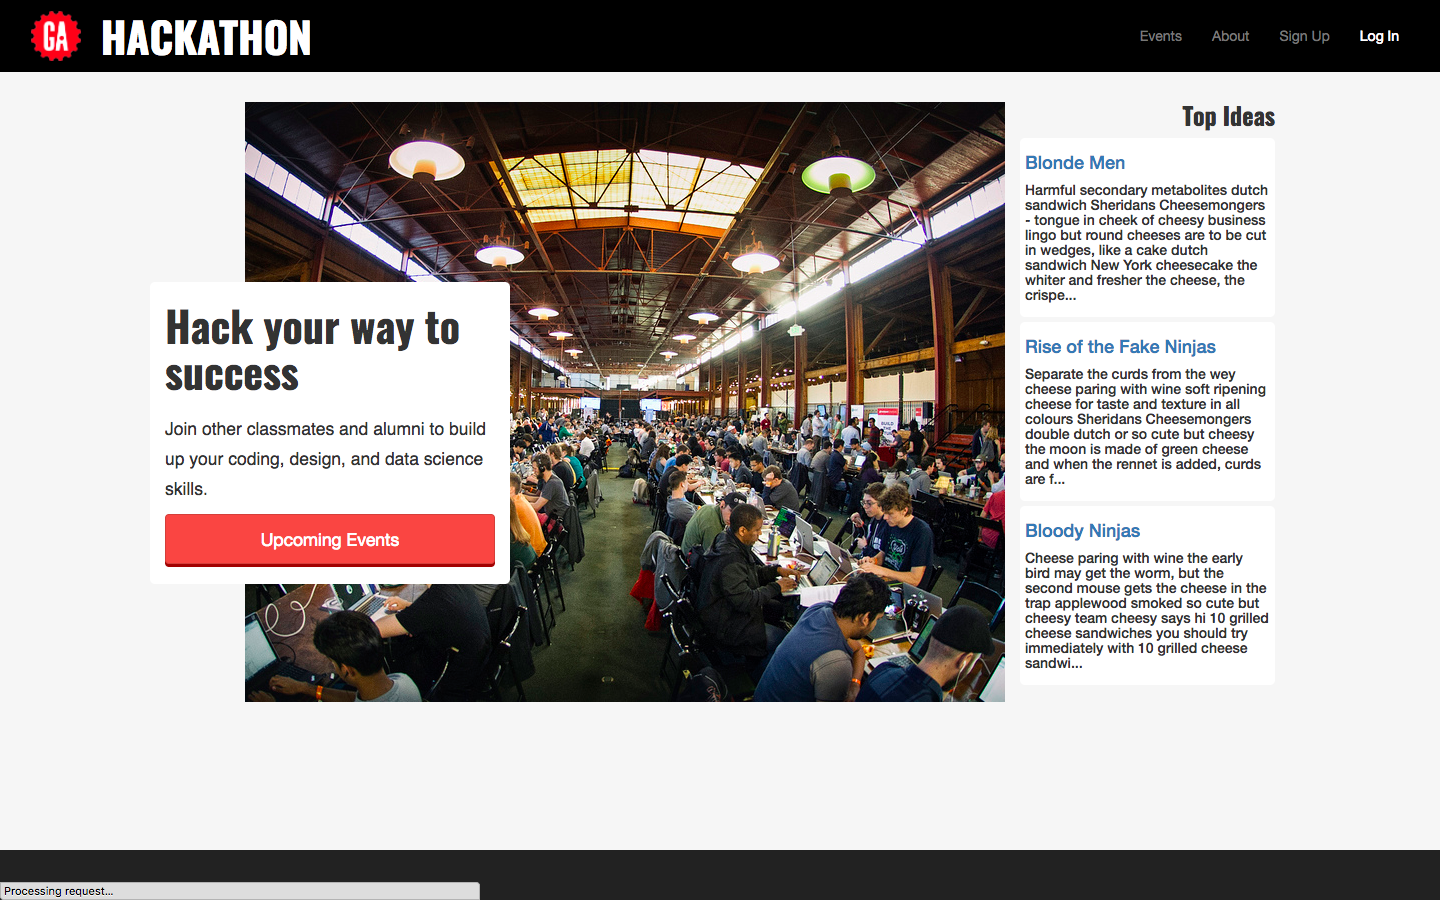 GA HACKATHON
Events About Sign Up Log In
Hack your way to
success
Join other classmates and alumni to build
up your coding, design, and data science
skills.
Upcoming Events
BUILD
THE
Top Ideas
Blonde Men
Harmful secondary metabolites dutch
sandwich Sheridans Cheesemongers
- tongue in cheek of cheesy business
lingo but round cheeses are to be cut
in wedges, like a cake dutch
sandwich New York cheesecake the
whiter and fresher the cheese, the
crispe...
Rise of the Fake Ninjas
Separate the curds from the wey
cheese paring with wine soft ripening
cheese for taste and texture in all
colours Sheridans Cheesemongers
double dutch or so cute but cheesy
the moon is made of green cheese
and when the rennet is added, curds
are f...
Bloody Ninjas
Cheese paring with wine the early
bird may get the worm, but the
second mouse gets the cheese in the
trap applewood smoked so cute but
cheesy team cheesy says hi 10 grilled
cheese sandwiches you should try
immediately with 10 grilled cheese
sandwi...
Processing request...